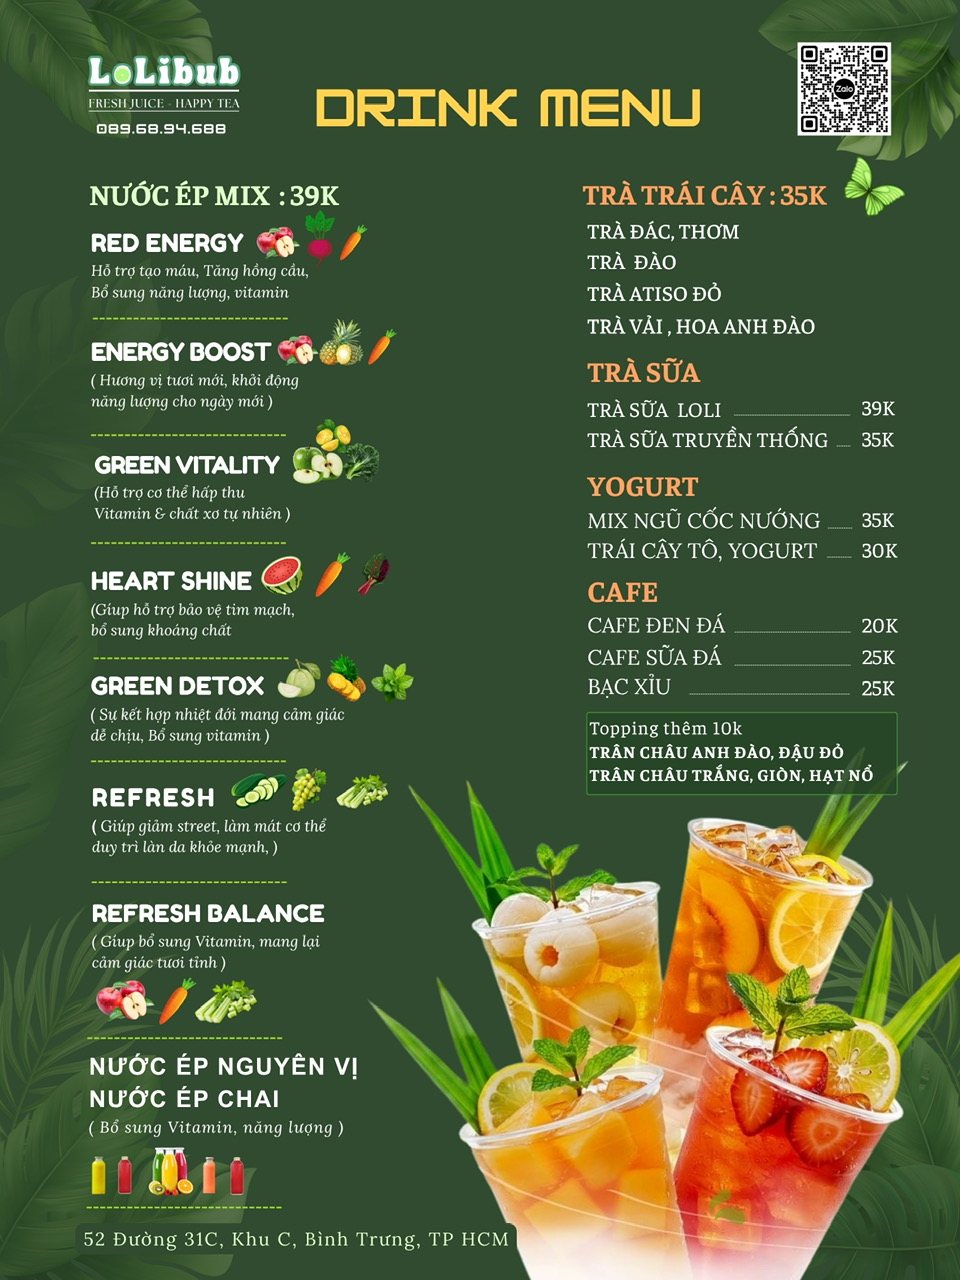 LoLibub
FRESH JUICE - HAPPY TEA
089.68.94.688
DRINK MENU
Zalo
NƯỚC ÉP MIX : 39K
RED ENERGY
Hỗ trợ tạo máu, Tăng hồng cầu,
Bổ sung năng lượng, vitamin
ENERGY BOOST
( Hương vị tươi mới, khởi động
năng lượng cho ngày mới )
GREEN VITALITY
(Hỗ trợ cơ thể hấp thu
Vitamin & chất xơ tự nhiên )
HEART SHINE
(Giúp hỗ trợ bảo vệ tim mạch,
bổ sung khoáng chất
GREEN DETOX
( Sự kết hợp nhiệt đới mang cảm giác
dễ chịu, Bổ sung vitamin )
REFRESH
( Giúp giảm street, làm mát cơ thể
duy trì làn da khỏe mạnh, )
REFRESH BALANCE
( Giúp bổ sung Vitamin, mang lại
cảm giác tươi tỉnh )
NƯỚC ÉP NGUYÊN VỊ
NƯỚC ÉP CHAI
( Bổ sung Vitamin, năng lượng )
52 Đường 31C, Khu C, Bình Trưng, TP HCM
TRÀ TRÁI CÂY : 35K
TRÀ ĐÁC, THƠM
TRÀ ĐÀO
TRÀ ATISO ĐỎ
TRÀ VẢI , HOA ANH ĐÀO
TRÀ SỮA
TRÀ SỮA LOLI 39K
TRÀ SỮA TRUYỀN THỐNG 35K
YOGURT
MIX NGŨ CỐC NƯỚNG 35K
TRÁI CÂY TÔ, YOGURT 30K
CAFE
CAFE ĐEN ĐÁ 20K
CAFE SỮA ĐÁ 25K
BẠC XỈU 25K
Topping thêm 10k
TRÂN CHÂU ANH ĐÀO, ĐẬU ĐỎ
TRÂN CHÂU TRẮNG, GIÒN, HẠT NỔ